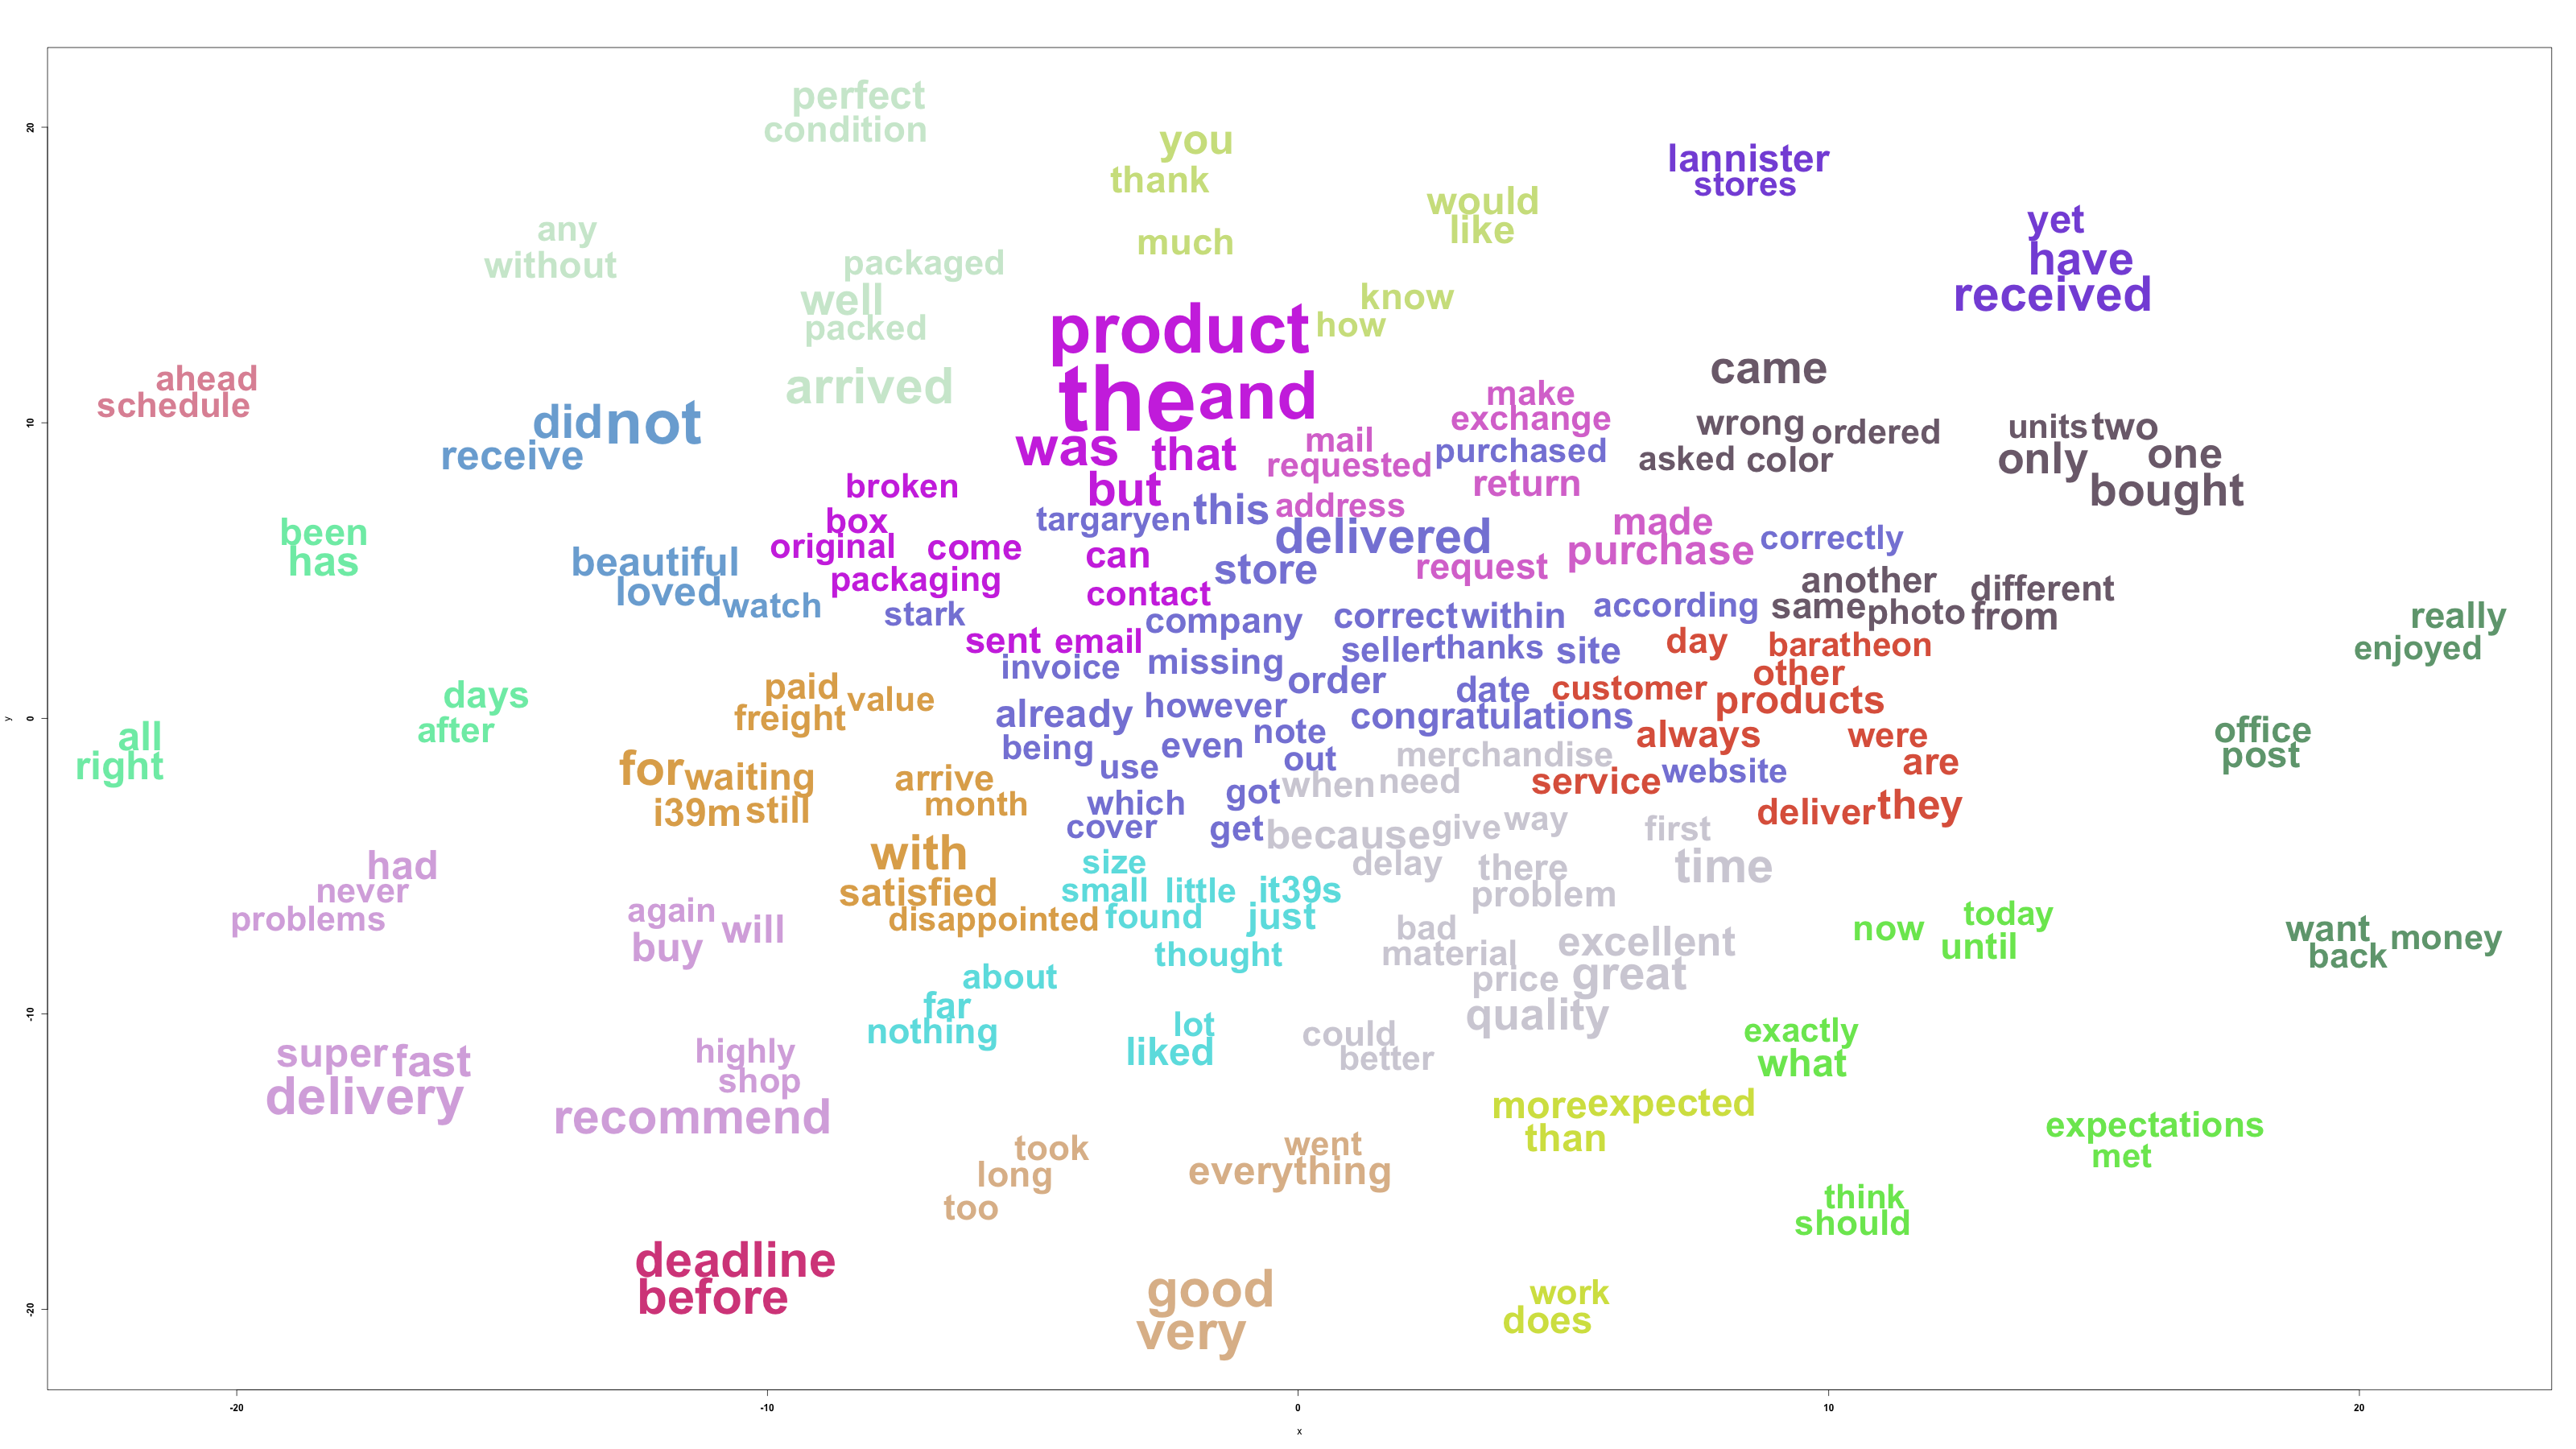 perfect
condition
20
you
thank
lannister
stores
would
like
yet
any
much
without
packaged
have
well
know
received
packed
how
product
came
ahead
arrived
the and
make
schedule
did not
exchange
wrong ordered
units two
receive
was that
mail
purchased
asked color
only one
requested
10
broken
but
return
bought
box
targaryen this
address
been
original come
can
delivered
made
correctly
has
beautiful
packaging
store
request
purchase
another
different
loved watch
contact
according
same photo from
stark
company
correct within
really
sent email
seller thanks site
day
baratheon
enjoyed
invoice
missing
other
days
paid value
order
date
customer
products
y
0
after
freight
already
however
congratulations
office
all
being
even
note
always
were
post
right
for waiting
arrive
use
out
merchandise
are
i39m still
month
which
got
when need
service
website
cover
get
because give way
first
deliver they
had
with
size
delay
there
time
never
satisfied
small little it39s
problem
problems
again will
disappointed
found
just
bad
now
today
want
buy
thought
material
excellent
until
back money
about
price great
-10
far
lot
quality
exactly
nothing
liked
could
what
super fast
highly
better
delivery
shop
recommend
more expected
expectations
took
went
than
met
long
everything
too
think
should
deadline
before
good
very
work
does
-20
-20
-10
0
10
20
x